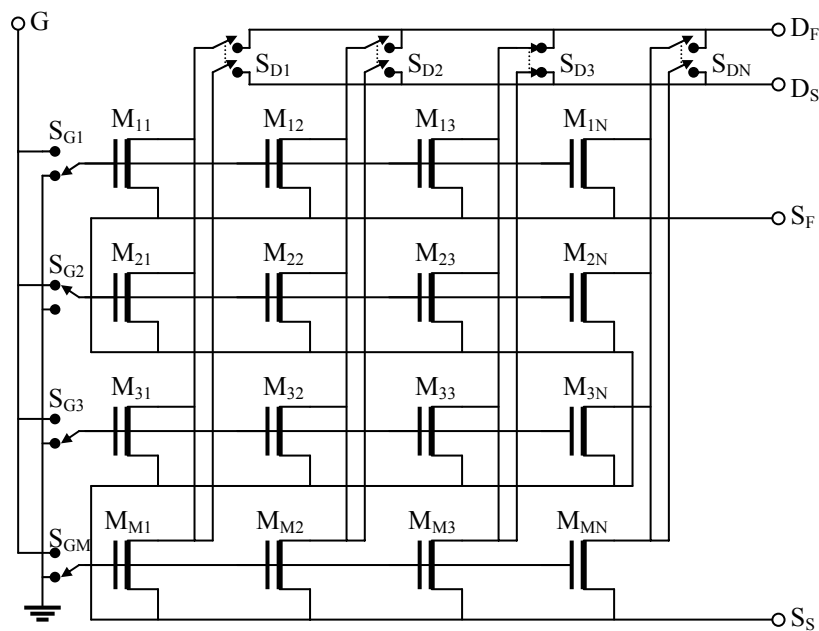 G
D_F
S_D1 S_D2 S_D3 S_DN
D_S
S_G1 M_11 M_12 M_13 M_1N
S_F
S_G2 M_21 M_22 M_23 M_2N
S_G3 M_31 M_32 M_33 M_3N
S_GM M_M1 M_M2 M_M3 M_MN
S_S